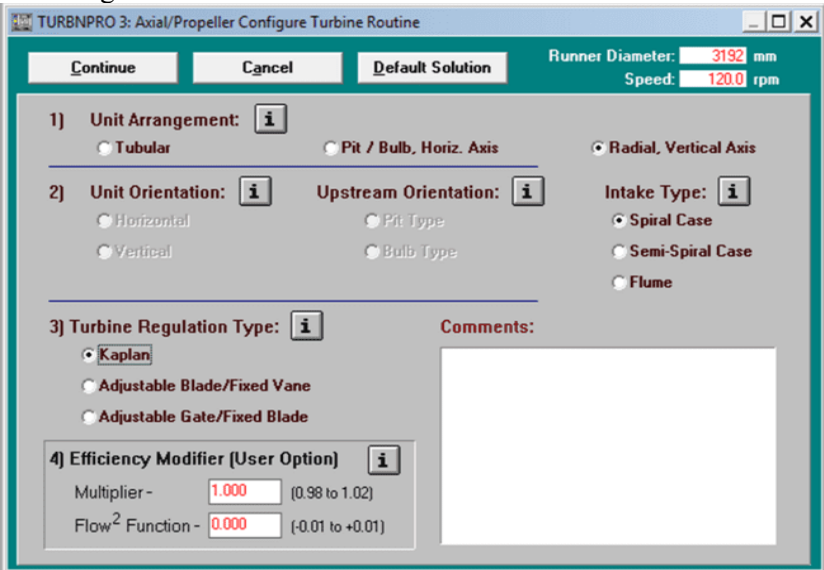 TURBNPRO 3: Axial/Propeller Configure Turbine Routine
Continue Cancel Default Solution
Runner Diameter: 3192 mm
Speed: 120.0 rpm
1) Unit Arrangement: i
Tubular Pit / Bulb, Horiz. Axis Radial, Vertical Axis
2) Unit Orientation: i Upstream Orientation: i Intake Type: i
Horizontal Pit Type Spiral Case
Vertical Bulb Type Semi-Spiral Case
Flume
3) Turbine Regulation Type: i Comments:
Kaplan
Adjustable Blade/Fixed Vane
Adjustable Gate/Fixed Blade
4) Efficiency Modifier (User Option) i
Multiplier - 1.000 (0.98 to 1.02)
Flow² Function - 0.000 (-0.01 to +0.01)